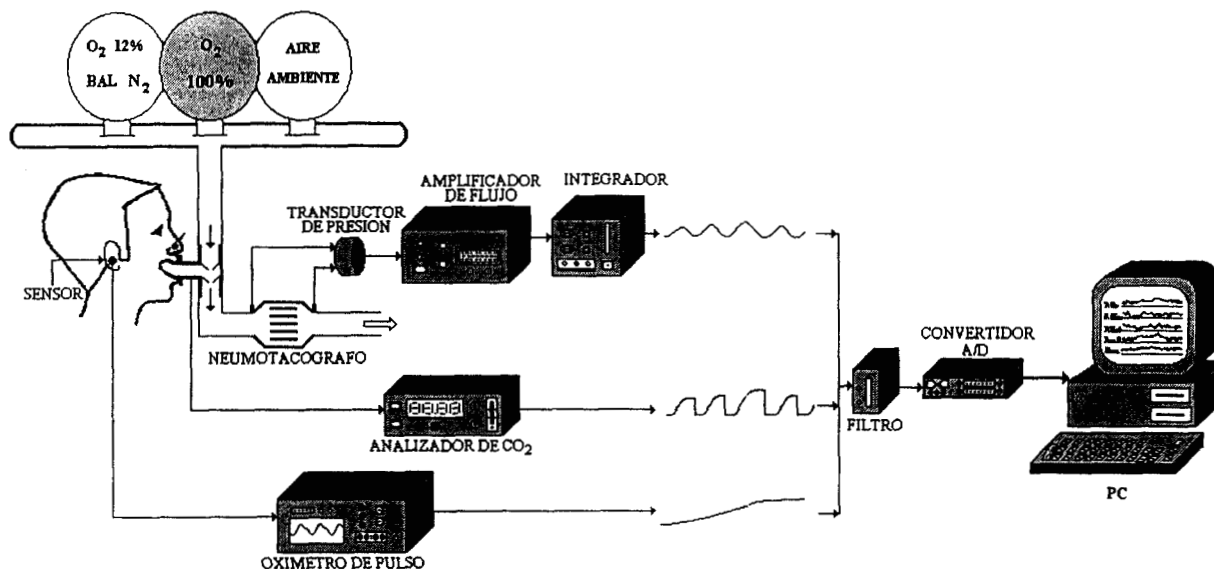 O2 12%
BAL N2
O2
100%
AIRE
AMBIENTE
AMPLIFICADOR
DE FLUJO
INTEGRADOR
TRANSDUCTOR
DE PRESION
SENSOR
NEUMOTACOGRAFO
CONVERTIDOR
A/D
FILTRO
ANALIZADOR DE CO2
PC
OXIMETRO DE PULSO